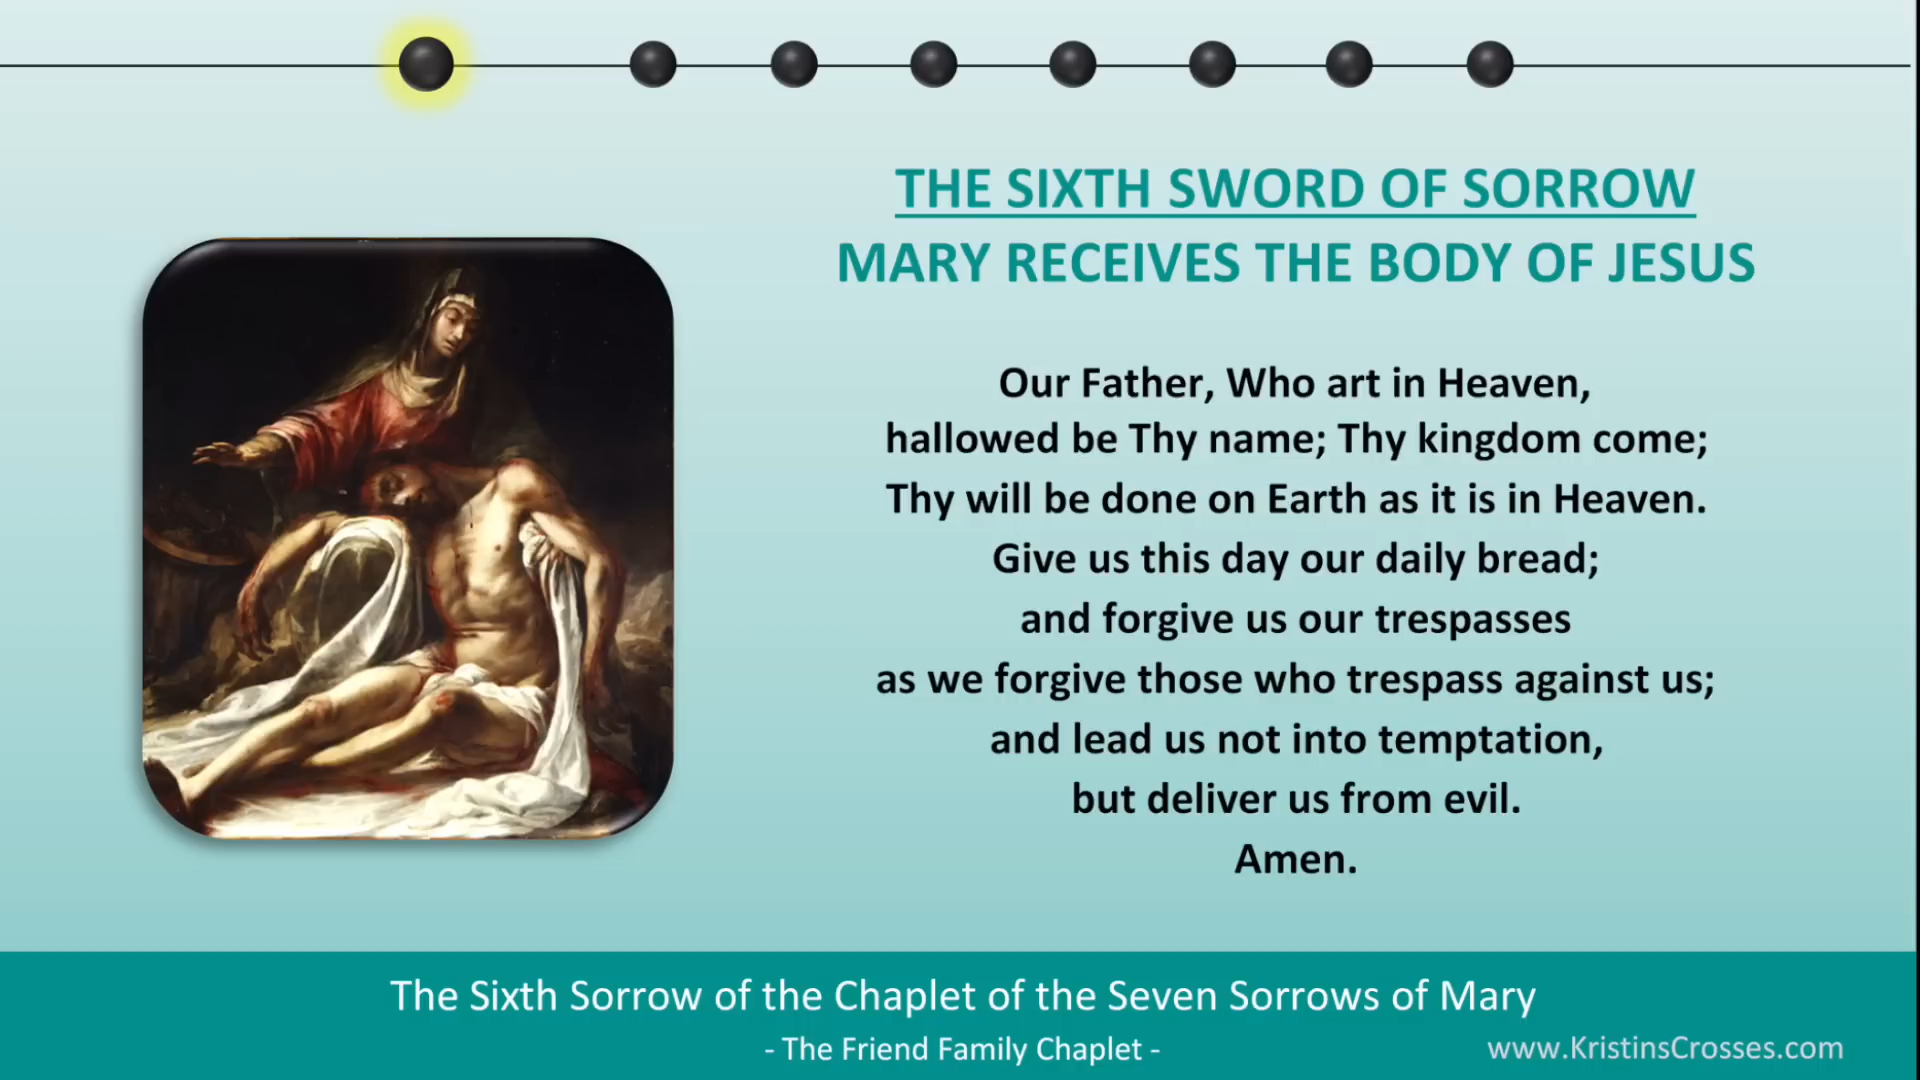 THE SIXTH SWORD OF SORROW
MARY RECEIVES THE BODY OF JESUS
Our Father, Who art in Heaven,
hallowed be Thy name; Thy kingdom come;
Thy will be done on Earth as it is in Heaven.
Give us this day our daily bread;
and forgive us our trespasses
as we forgive those who trespass against us;
and lead us not into temptation,
but deliver us from evil.
Amen.
The Sixth Sorrow of the Chaplet of the Seven Sorrows of Mary
- The Friend Family Chaplet -
www.KristinsCrosses.com